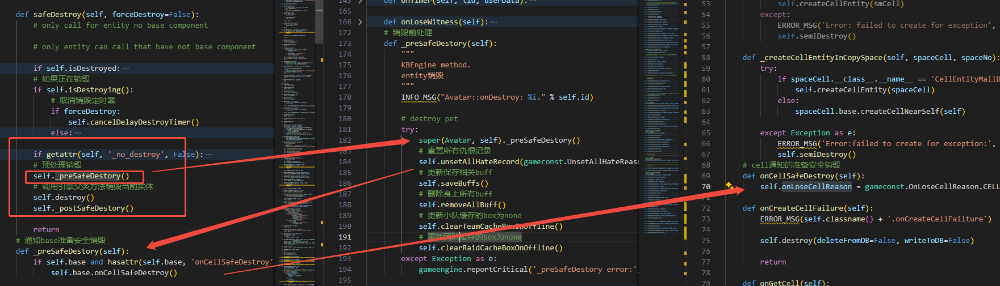 def safeDestroy(self, forceDestroy=False):
# only call for entity no base component
# only entity can call that have not base component
if self.isDestroyed:…
# 如果正在销毁
if self.isDestroying():
# 取消销毁定时器
if forceDestroy:
self.cancelDelayDestroyTimer()
else:…
if getattr(self, '_no_destroy', False):…
# 预处理销毁
self._preSafeDestory()
# 调用引擎父类方法销毁当前实体
self.destroy()
self._postSafeDestory()
return
# 通知base准备安全销毁
def _preSafeDestory(self):
if self.base and hasattr(self.base, 'onCellSafeDestroy'
self.base.onCellSafeDestroy()
145 def onTimer(self, tid, userData):…
165
166 def onLoseWitness(self):…
172 # 销毁前处理
173 def _preSafeDestory(self):
174 """
175 KBEngine method.
176 entity销毁
177 """
178 INFO_MSG("Avatar::onDestroy: %i." % self.id)
179
180 # destroy pet
181 try:
182 super(Avatar, self)._preSafeDestory()
183 # 重置所有仇恨记录
184 self.unsetAllHateRecord(gameconst.UnsetAllHateReaso
185 # 更新保存相关buff
186 self.saveBuffs()
187 # 删除身上所有buff
188 self.removeAllBuff()
189 # 更新小队缓存的box为none
190 self.clearTeamCacheBoxOnOffline()
191 # 更新团队缓存的box为none
192 self.clearRaidCacheBoxOnOffline()
193 except Exception as e:
194 gameengine.reportCritical('_preSafeDestory error:'
195
53 self.createCellEntity(smCell)
54 except:
55 ERROR_MSG('Error: failed to create for exception',
56 self.semiDestroy()
57
58 def _createCellEntityInCopySpace(self, spaceCell, spaceNo):
59 try:
60 if spaceCell.__class__.__name__ == 'CellEntityMailB
61 self.createCellEntity(spaceCell)
62 else:
63 spaceCell.base.createCellNearSelf(self)
64
65 except Exception as e:
66 ERROR_MSG('Error:failed to create for exception:',
67 self.semiDestroy()
68 # cell通知的准备安全销毁
69 def onCellSafeDestroy(self):
70 self.onLoseCellReason = gameconst.OnLoseCellReason.CELL
71
72 def onCreateCellFailure(self):
73 ERROR_MSG(self.classname() + '.onCreateCellFailture')
74
75 self.destroy(deleteFromDB=False, writeToDB=False)
76
77 return
78
79 def onGetCell(self):